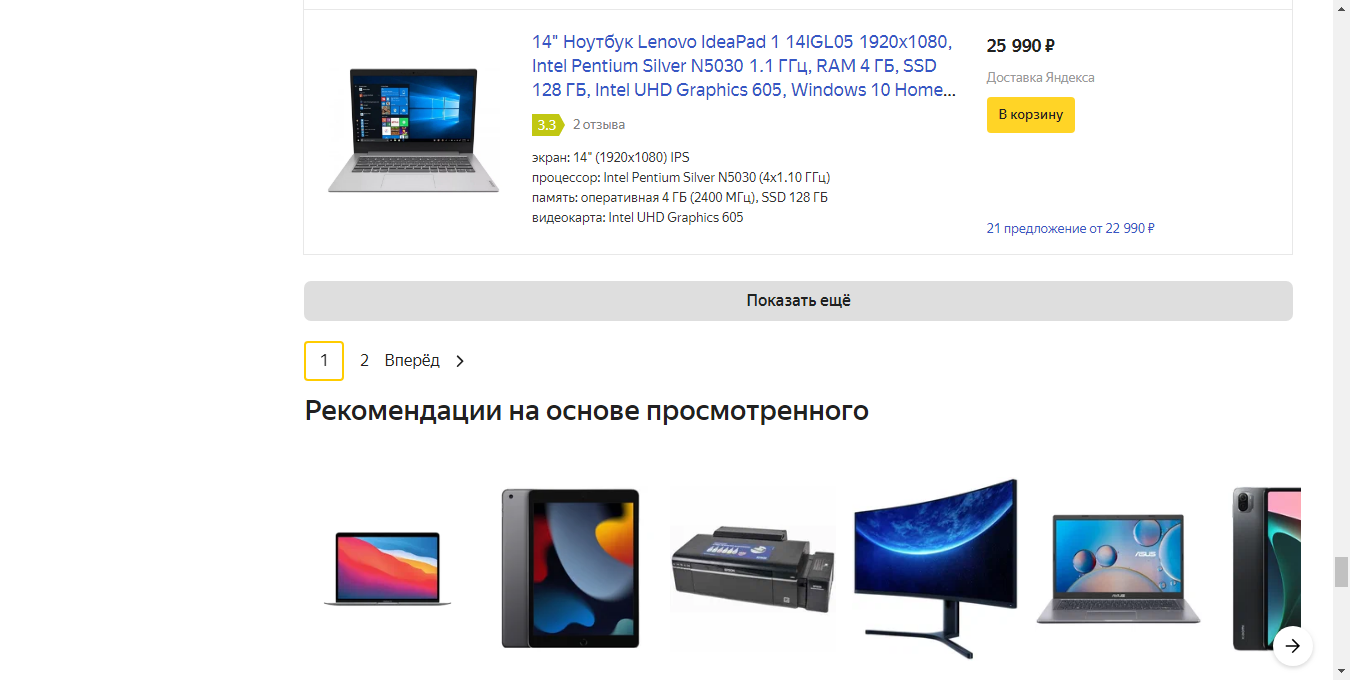 14" Ноутбук Lenovo IdeaPad 1 14IGL05 1920x1080,
Intel Pentium Silver N5030 1.1 ГГц, RAM 4 ГБ, SSD
128 ГБ, Intel UHD Graphics 605, Windows 10 Home...
3.3 2 отзыва
экран: 14" (1920x1080) IPS
процессор: Intel Pentium Silver N5030 (4x1.10 ГГц)
память: оперативная 4 ГБ (2400 МГц), SSD 128 ГБ
видеокарта: Intel UHD Graphics 605
25 990 ₽
Доставка Яндекса
В корзину
21 предложение от 22 990 ₽
Показать ещё
1 2 Вперёд
Рекомендации на основе просмотренного
ASUS